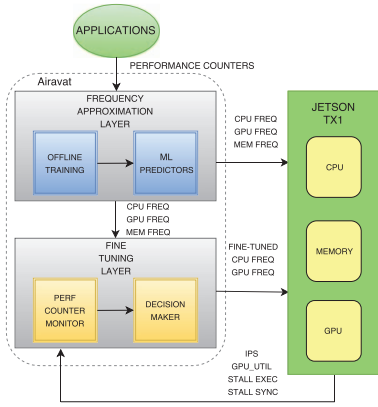 APPLICATIONS
PERFORMANCE COUNTERS
Airavat
FREQUENCY
APPROXIMATION
LAYER
OFFLINE
TRAINING
ML
PREDICTORS
CPU FREQ
GPU FREQ
MEM FREQ
JETSON
TX1
CPU
MEMORY
GPU
CPU FREQ
GPU FREQ
MEM FREQ
FINE
TUNING
LAYER
PERF
COUNTER
MONITOR
DECISION
MAKER
FINE-TUNED
CPU FREQ
GPU FREQ
IPS
GPU_UTIL
STALL EXEC
STALL SYNC